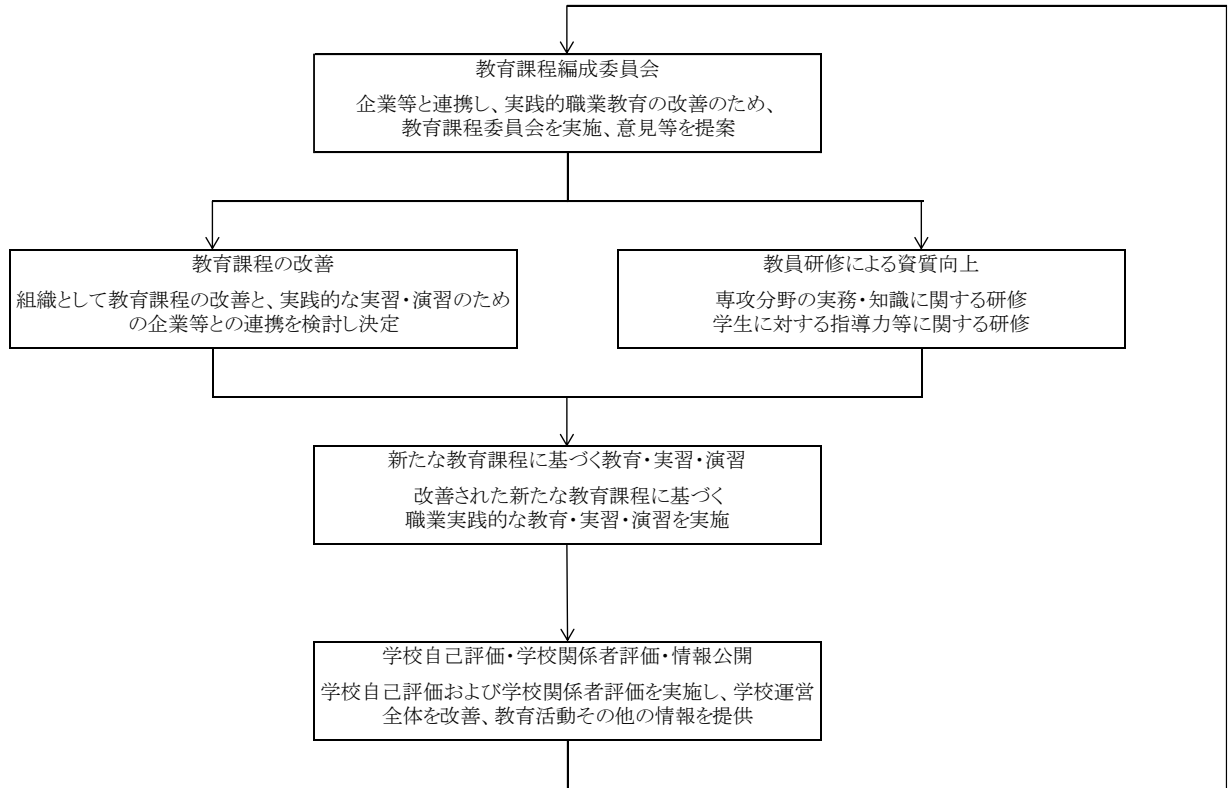 教育課程編成委員会
企業等と連携し、実践的職業教育の改善のため、
教育課程委員会を実施、意見等を提案
教育課程の改善
組織として教育課程の改善と、実践的な実習・演習のため
の企業等との連携を検討し決定
教員研修による資質向上
専攻分野の実務・知識に関する研修
学生に対する指導力等に関する研修
新たな教育課程に基づく教育・実習・演習
改善された新たな教育課程に基づく
職業実践的な教育・実習・演習を実施
学校自己評価・学校関係者評価・情報公開
学校自己評価および学校関係者評価を実施し、学校運営
全体を改善、教育活動その他の情報を提供